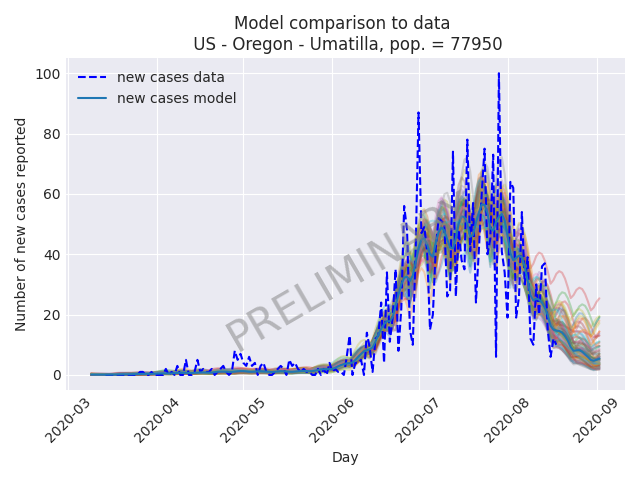 Model comparison to data
US - Oregon - Umatilla, pop. = 77950
new cases data
new cases model
Number of new cases reported
100
80
60
40
20
0
PRELIMINARY
2020-03
2020-04
2020-05
2020-06
2020-07
2020-08
2020-09
Day